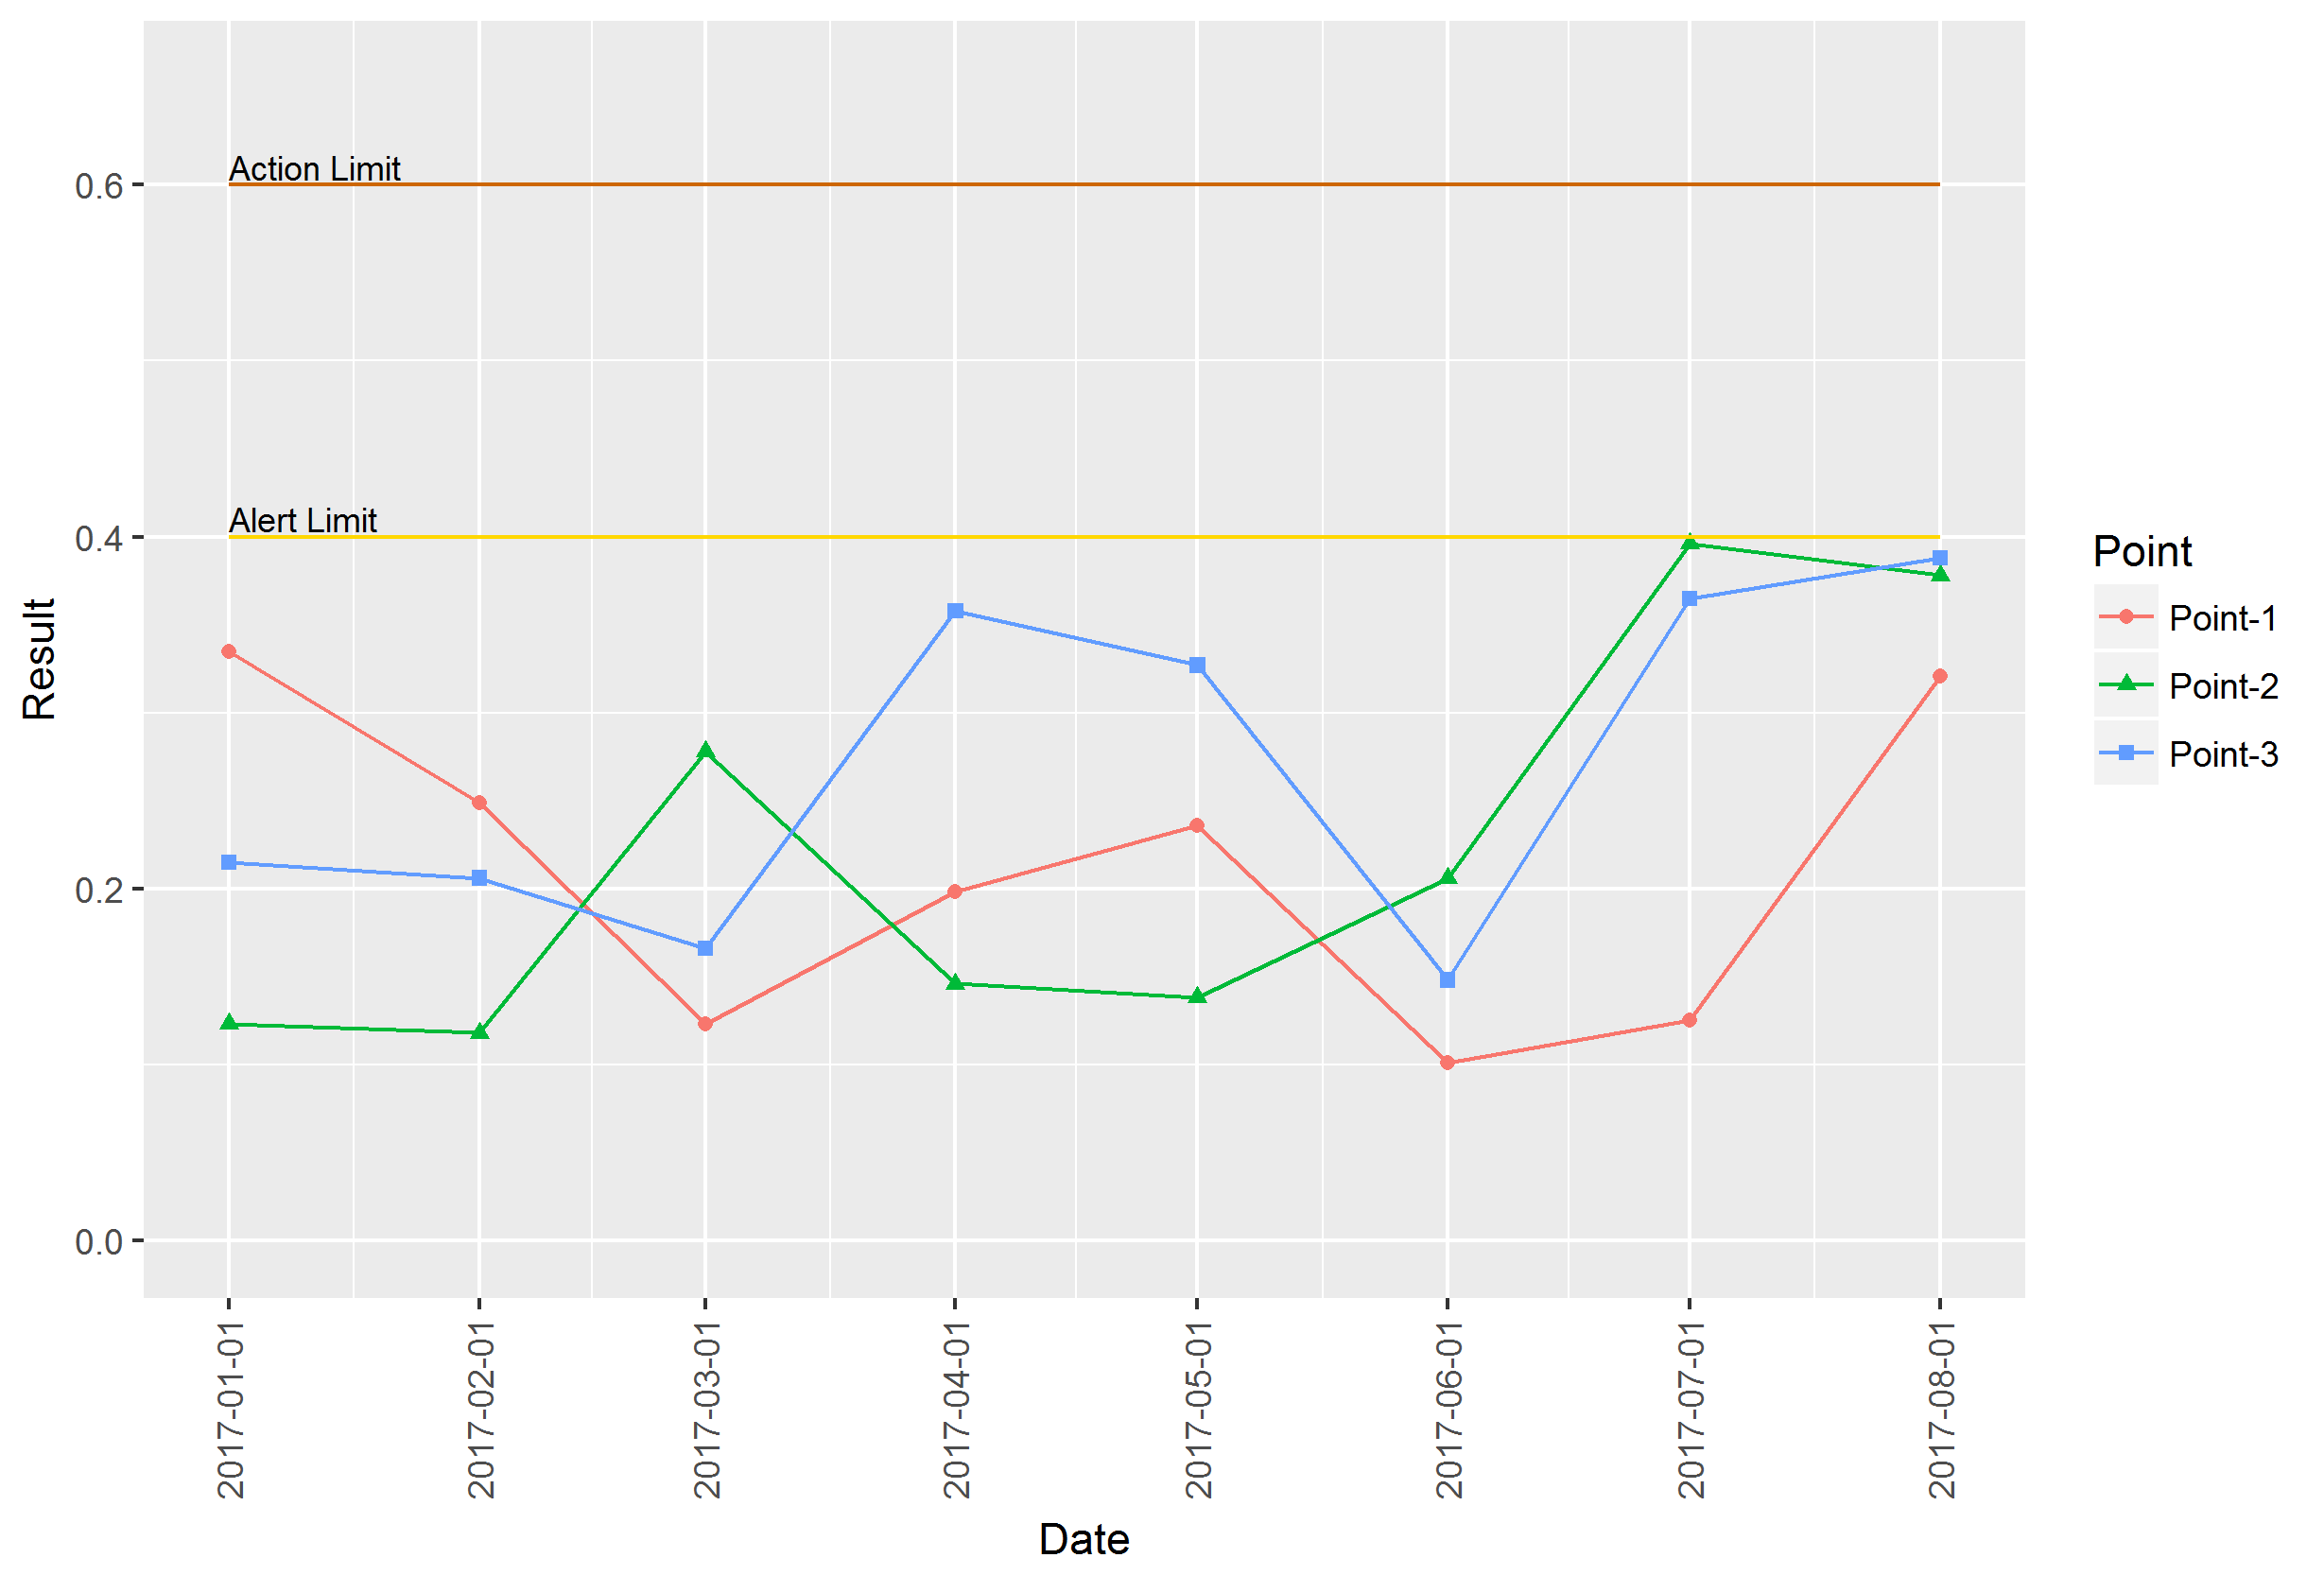 Action Limit
Alert Limit
0.6
0.4
0.2
0.0
Result
2017-01-01
2017-02-01
2017-03-01
2017-04-01
2017-05-01
2017-06-01
2017-07-01
2017-08-01
Date
Point
Point-1
Point-2
Point-3